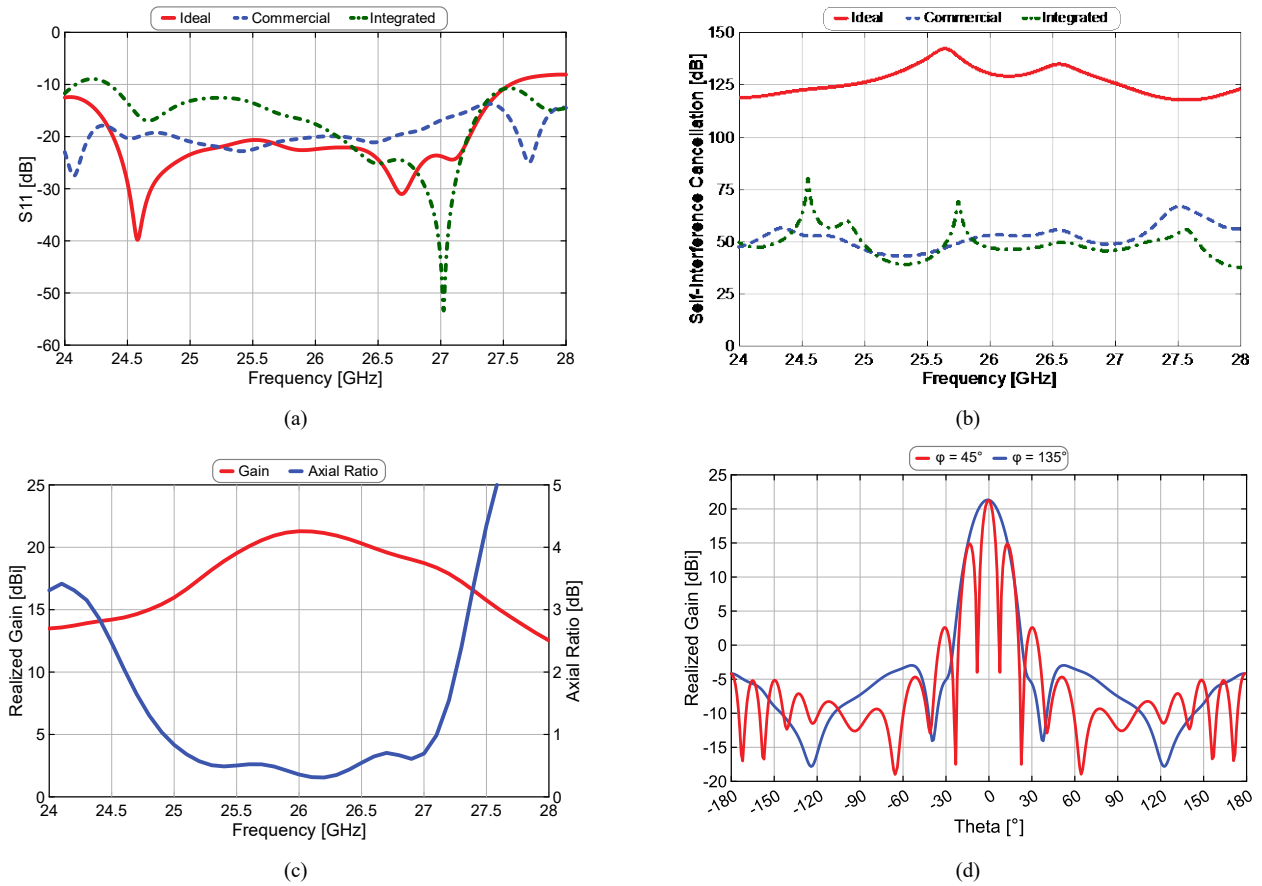 Ideal Commercial Integrated
0
-10
-20
-30
-40
-50
-60
S11 [dB]
24 24.5 25 25.5 26 26.5 27 27.5 28
Frequency [GHz]
(a)
Ideal Commercial Integrated
150
125
100
75
50
25
0
Self-Interference Cancellation [dB]
24 24.5 25 25.5 26 26.5 27 27.5 28
Frequency [GHz]
(b)
Gain Axial Ratio
25
20
15
10
5
0
Realized Gain [dBi]
5
4
3
2
1
0
Axial Ratio [dB]
24 24.5 25 25.5 26 26.5 27 27.5 28
Frequency [GHz]
(c)
φ = 45° φ = 135°
25
20
15
10
5
0
-5
-10
-15
-20
Realized Gain [dBi]
-180 -150 -120 -90 -60 -30 0 30 60 90 120 150 180
Theta [°]
(d)